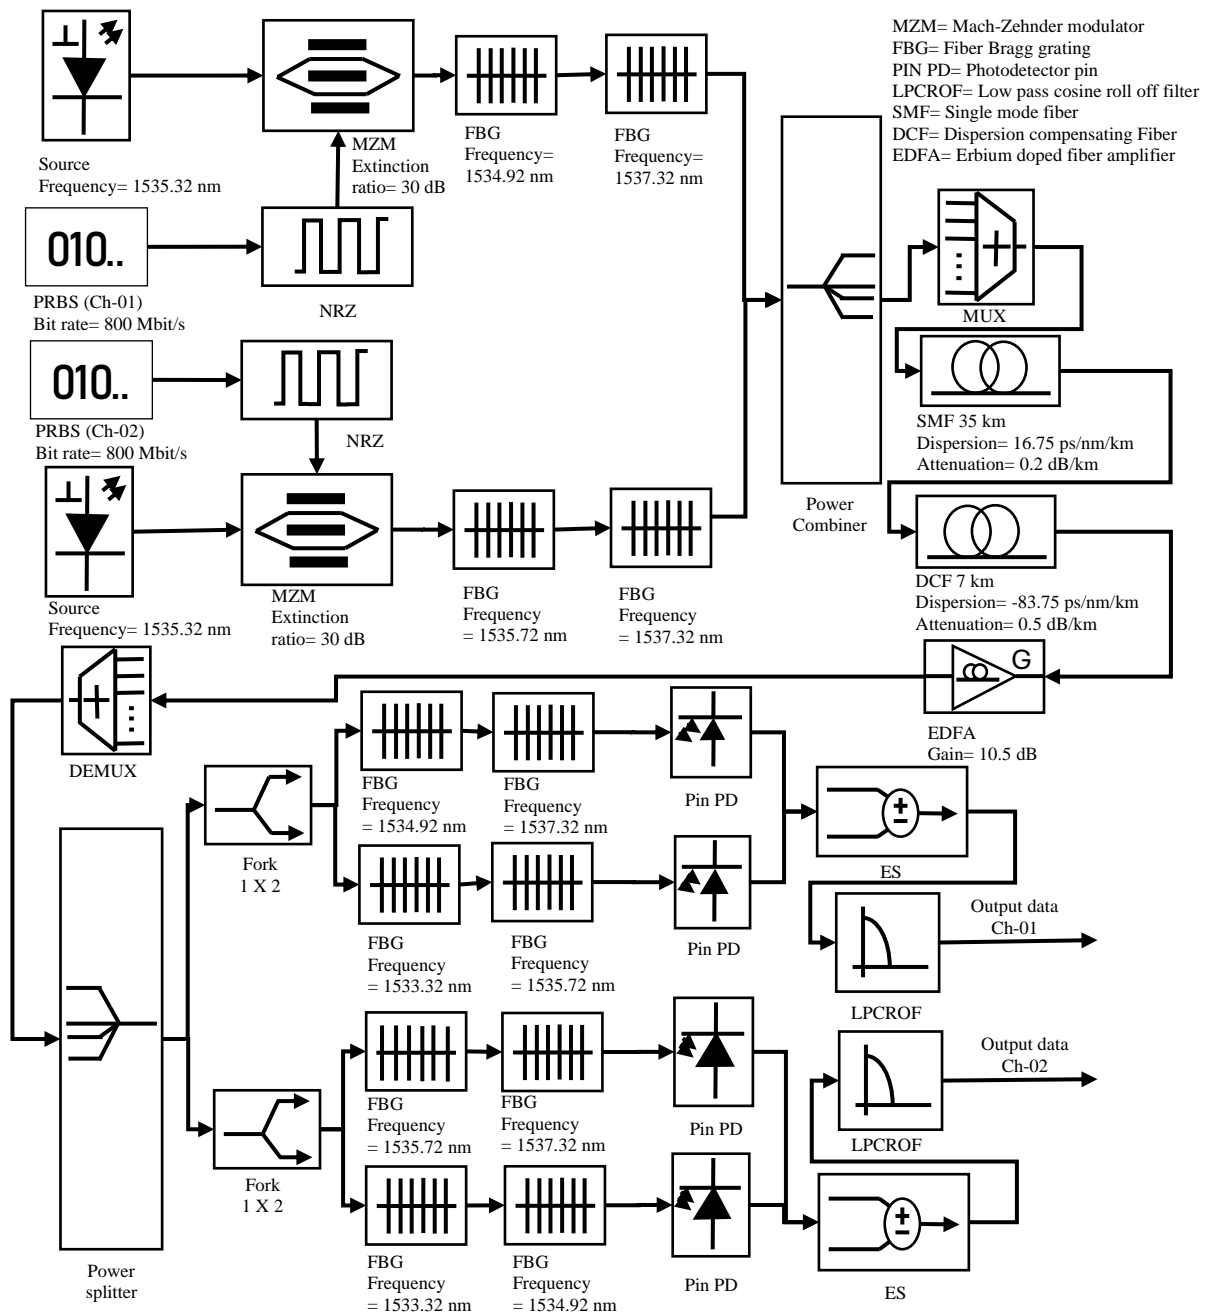 MZM= Mach-Zehnder modulator
FBG= Fiber Bragg grating
PIN PD= Photodetector pin
LPCROF= Low pass cosine roll off filter
SMF= Single mode fiber
DCF= Dispersion compensating Fiber
EDFA= Erbium doped fiber amplifier
Source
Frequency= 1535.32 nm
MZM
Extinction
ratio= 30 dB
FBG
Frequency=
1534.92 nm
FBG
Frequency=
1537.32 nm
010..
PRBS (Ch-01)
Bit rate= 800 Mbit/s
NRZ
MUX
010..
PRBS (Ch-02)
Bit rate= 800 Mbit/s
NRZ
SMF 35 km
Dispersion= 16.75 ps/nm/km
Attenuation= 0.2 dB/km
Power
Combiner
Source
Frequency= 1535.32 nm
MZM
Extinction
ratio= 30 dB
FBG
Frequency
= 1535.72 nm
FBG
Frequency
= 1537.32 nm
DCF 7 km
Dispersion= -83.75 ps/nm/km
Attenuation= 0.5 dB/km
G
EDFA
Gain= 10.5 dB
DEMUX
Fork
1 X 2
FBG
Frequency
= 1534.92 nm
FBG
Frequency
= 1537.32 nm
Pin PD
ES
FBG
Frequency
= 1533.32 nm
FBG
Frequency
= 1535.72 nm
Pin PD
Output data
Ch-01
LPCROF
Output data
Ch-02
LPCROF
Fork
1 X 2
FBG
Frequency
= 1535.72 nm
FBG
Frequency
= 1537.32 nm
Pin PD
FBG
Frequency
= 1533.32 nm
FBG
Frequency
= 1534.92 nm
Pin PD
ES
Power
splitter